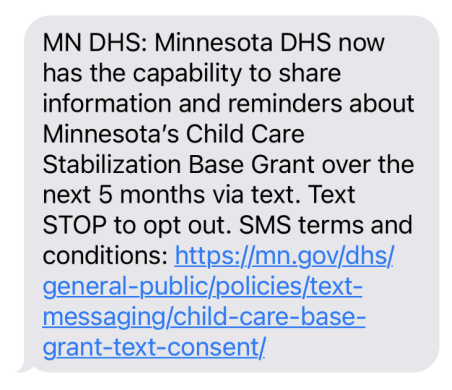 MN DHS: Minnesota DHS now
has the capability to share
information and reminders about
Minnesota's Child Care
Stabilization Base Grant over the
next 5 months via text. Text
STOP to opt out. SMS terms and
conditions: https://mn.gov/dhs/
general-public/policies/text-
messaging/child-care-base-
grant-text-consent/